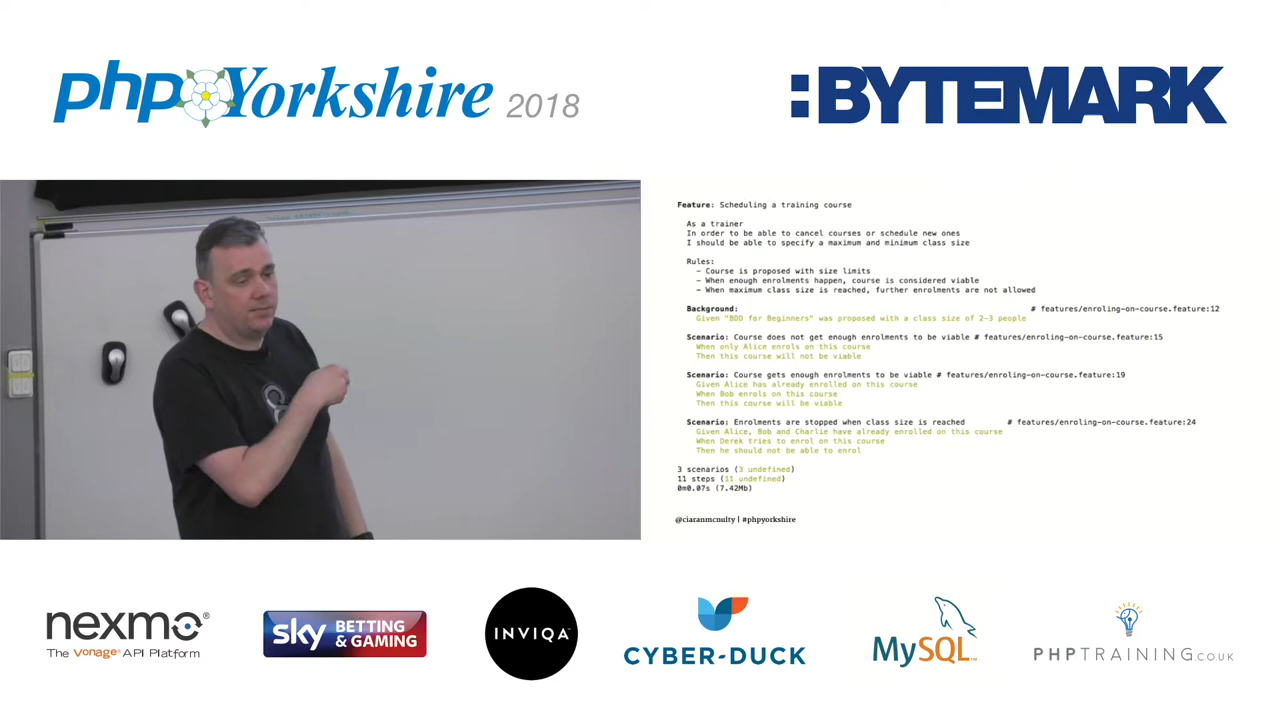 php Yorkshire 2018
:BYTEMARK
Feature: Scheduling a training course
As a trainer
In order to be able to cancel courses or schedule new ones
I should be able to specify a maximum and minimum class size
Rules:
- Course is proposed with size limits
- When enough enrolments happen, course is considered viable
- When maximum class size is reached, further enrolments are not allowed
Background: # features/enroling-on-course.feature:12
Given "BDD for Beginners" was proposed with a class size of 2-3 people
Scenario: Course does not get enough enrolments to be viable # features/enroling-on-course.feature:15
When only Alice enrols on this course
Then this course will not be viable
Scenario: Course gets enough enrolments to be viable # features/enroling-on-course.feature:19
Given Alice has already enrolled on this course
When Bob enrols on this course
Then this course will be viable
Scenario: Enrolments are stopped when class size is reached # features/enroling-on-course.feature:24
Given Alice, Bob and Charlie have already enrolled on this course
When Derek tries to enrol on this course
Then he should not be able to enrol
3 scenarios (3 undefined)
11 steps (11 undefined)
0m0.07s (7.42Mb)
@ciaranmcnulty | #phpyorkshire
nexmo®
The Vonage® API Platform
sky BETTING & GAMING
INVIQA™
CYBER-DUCK
MySQL™
PHPTRAINING.CO.UK